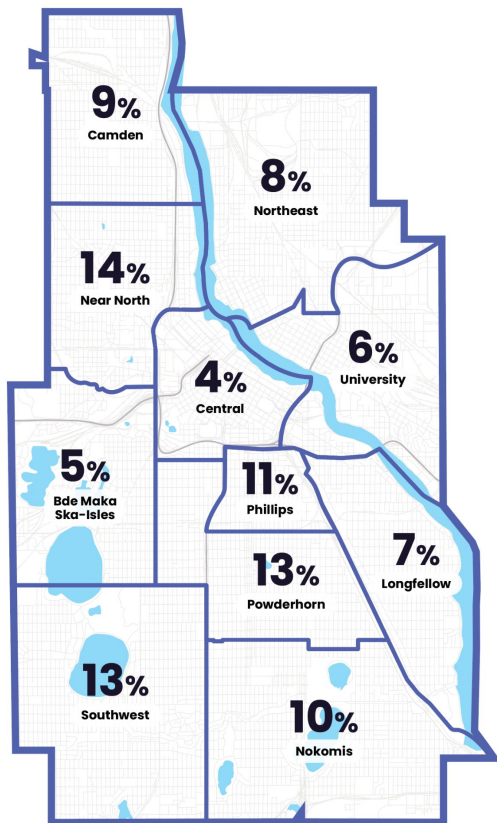 9%
Camden
8%
Northeast
14%
Near North
6%
University
4%
Central
5%
Bde Maka
Ska-Isles
11%
Phillips
7%
Longfellow
13%
Powderhorn
13%
Southwest
10%
Nokomis